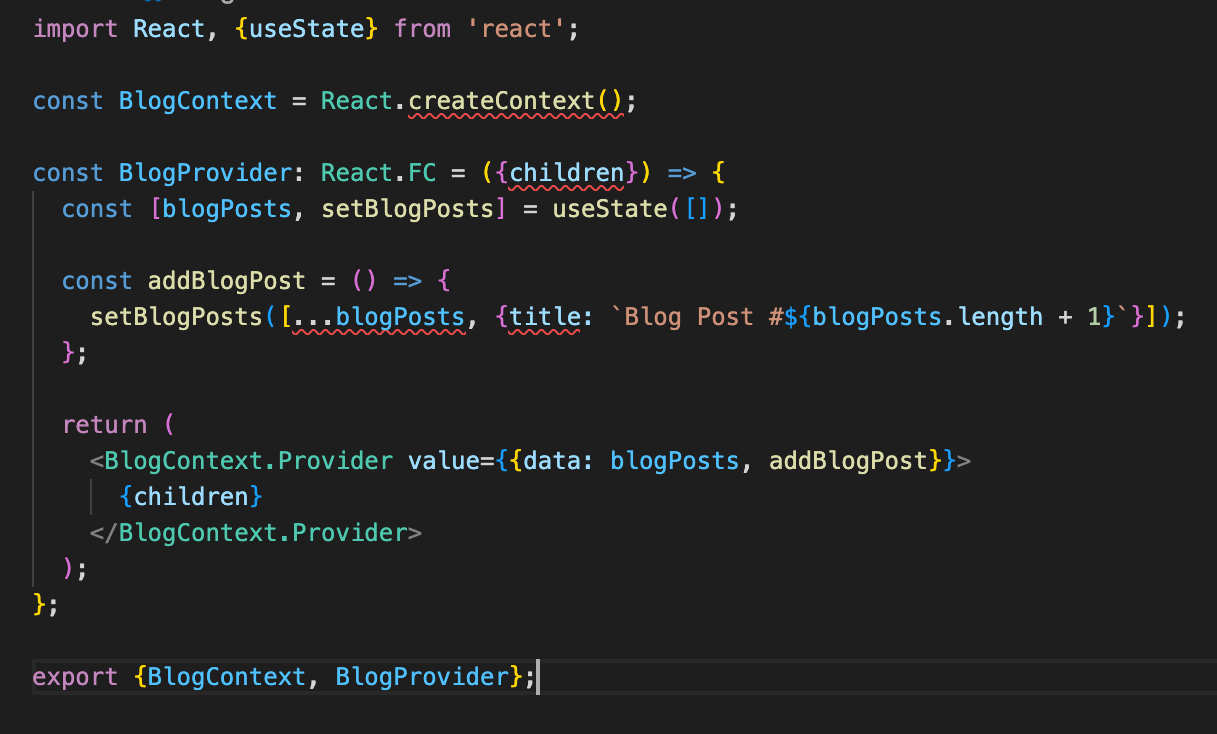 import React, {useState} from 'react';
const BlogContext = React.createContext();
const BlogProvider: React.FC = ({children}) => {
const [blogPosts, setBlogPosts] = useState([]);
const addBlogPost = () => {
setBlogPosts([...blogPosts, {title: `Blog Post #${blogPosts.length + 1}`}]);
};
return (
<BlogContext.Provider value={{data: blogPosts, addBlogPost}}>
{children}
</BlogContext.Provider>
);
};
export {BlogContext, BlogProvider};